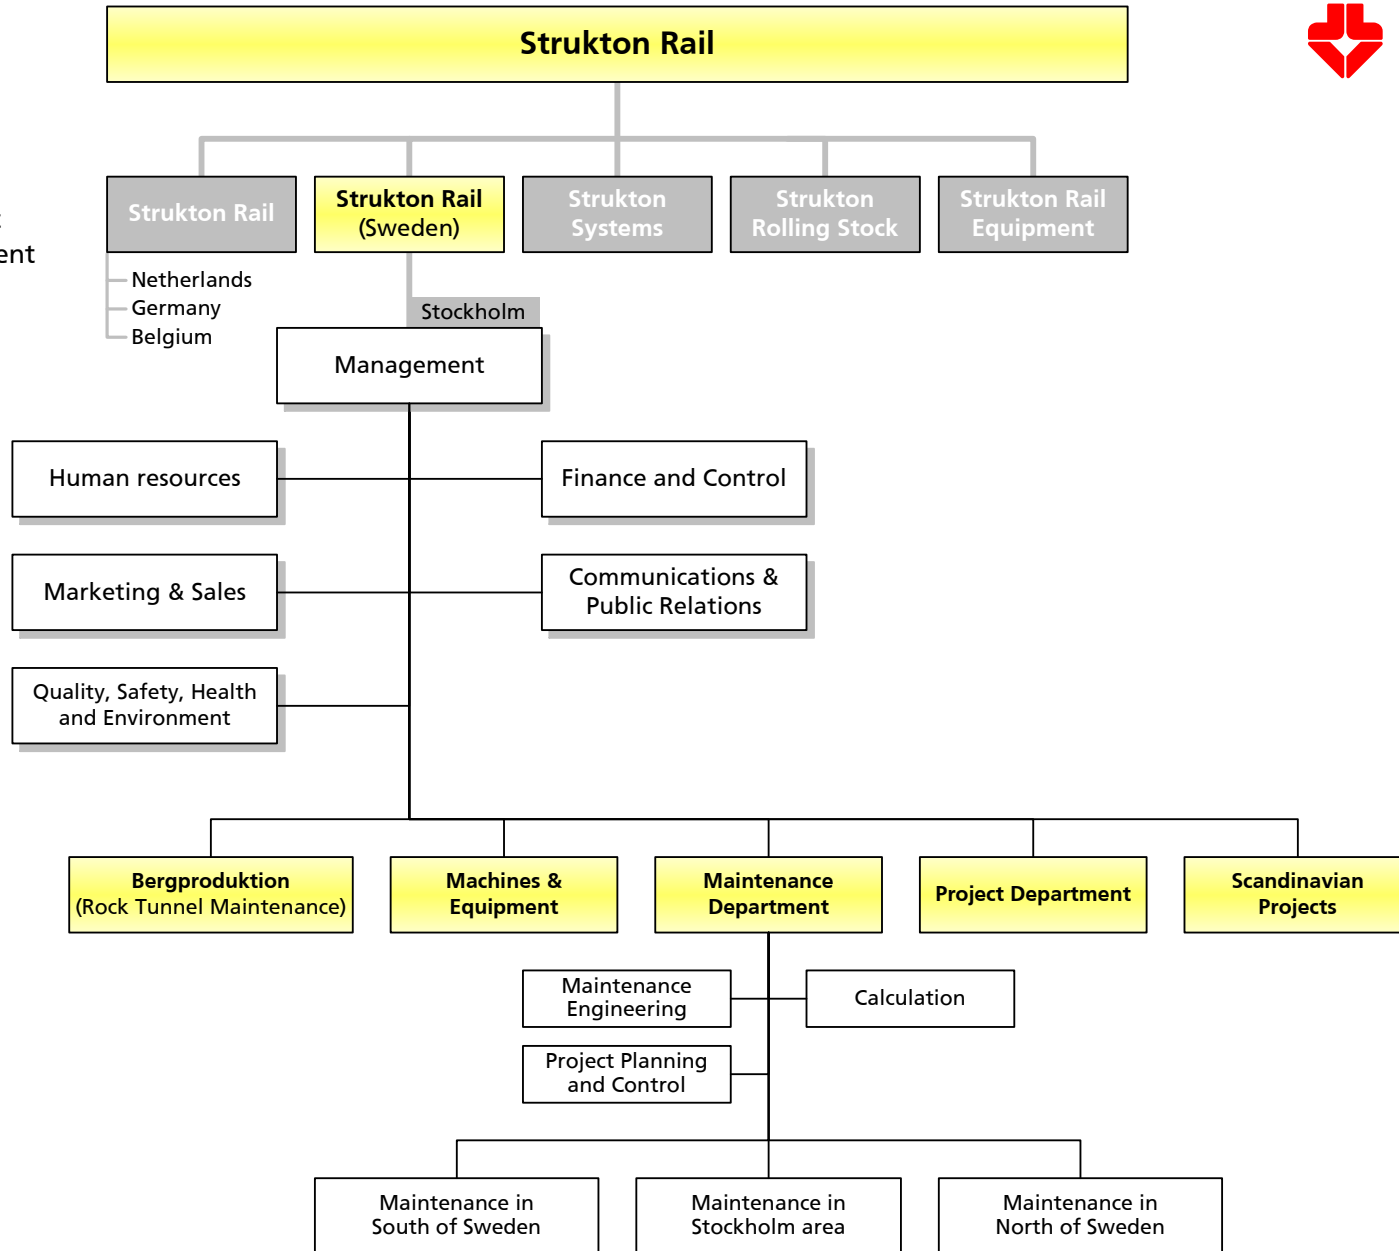 Strukton Rail
Strukton Rail
Strukton Rail
(Sweden)
Strukton
Systems
Strukton
Rolling Stock
Strukton Rail
Equipment
Netherlands
Germany
Belgium
Stockholm
Management
Human resources
Finance and Control
Marketing & Sales
Communications &
Public Relations
Quality, Safety, Health
and Environment
Bergproduktion
(Rock Tunnel Maintenance)
Machines &
Equipment
Maintenance
Department
Project Department
Scandinavian
Projects
Maintenance
Engineering
Calculation
Project Planning
and Control
Maintenance in
South of Sweden
Maintenance in
Stockholm area
Maintenance in
North of Sweden